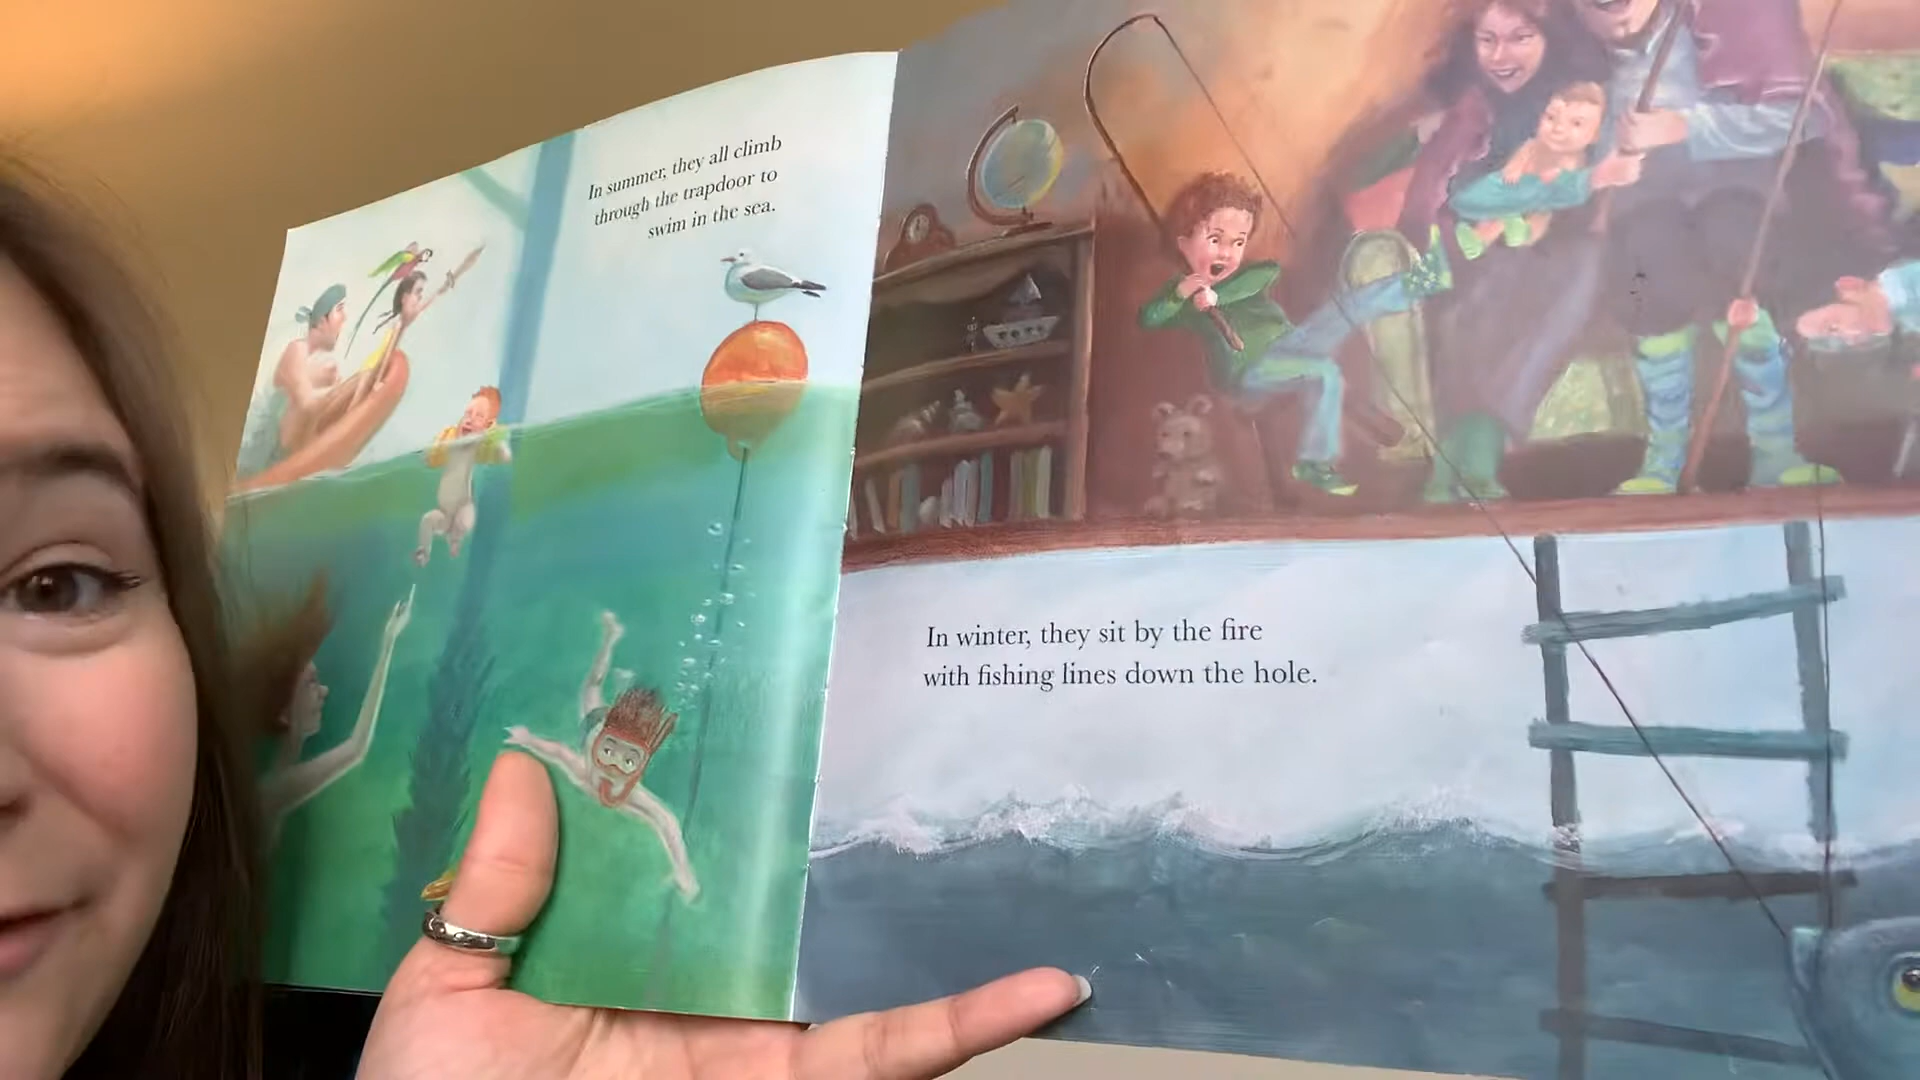 In summer, they all climb
through the trapdoor to
swim in the sea.
In winter, they sit by the fire
with fishing lines down the hole.